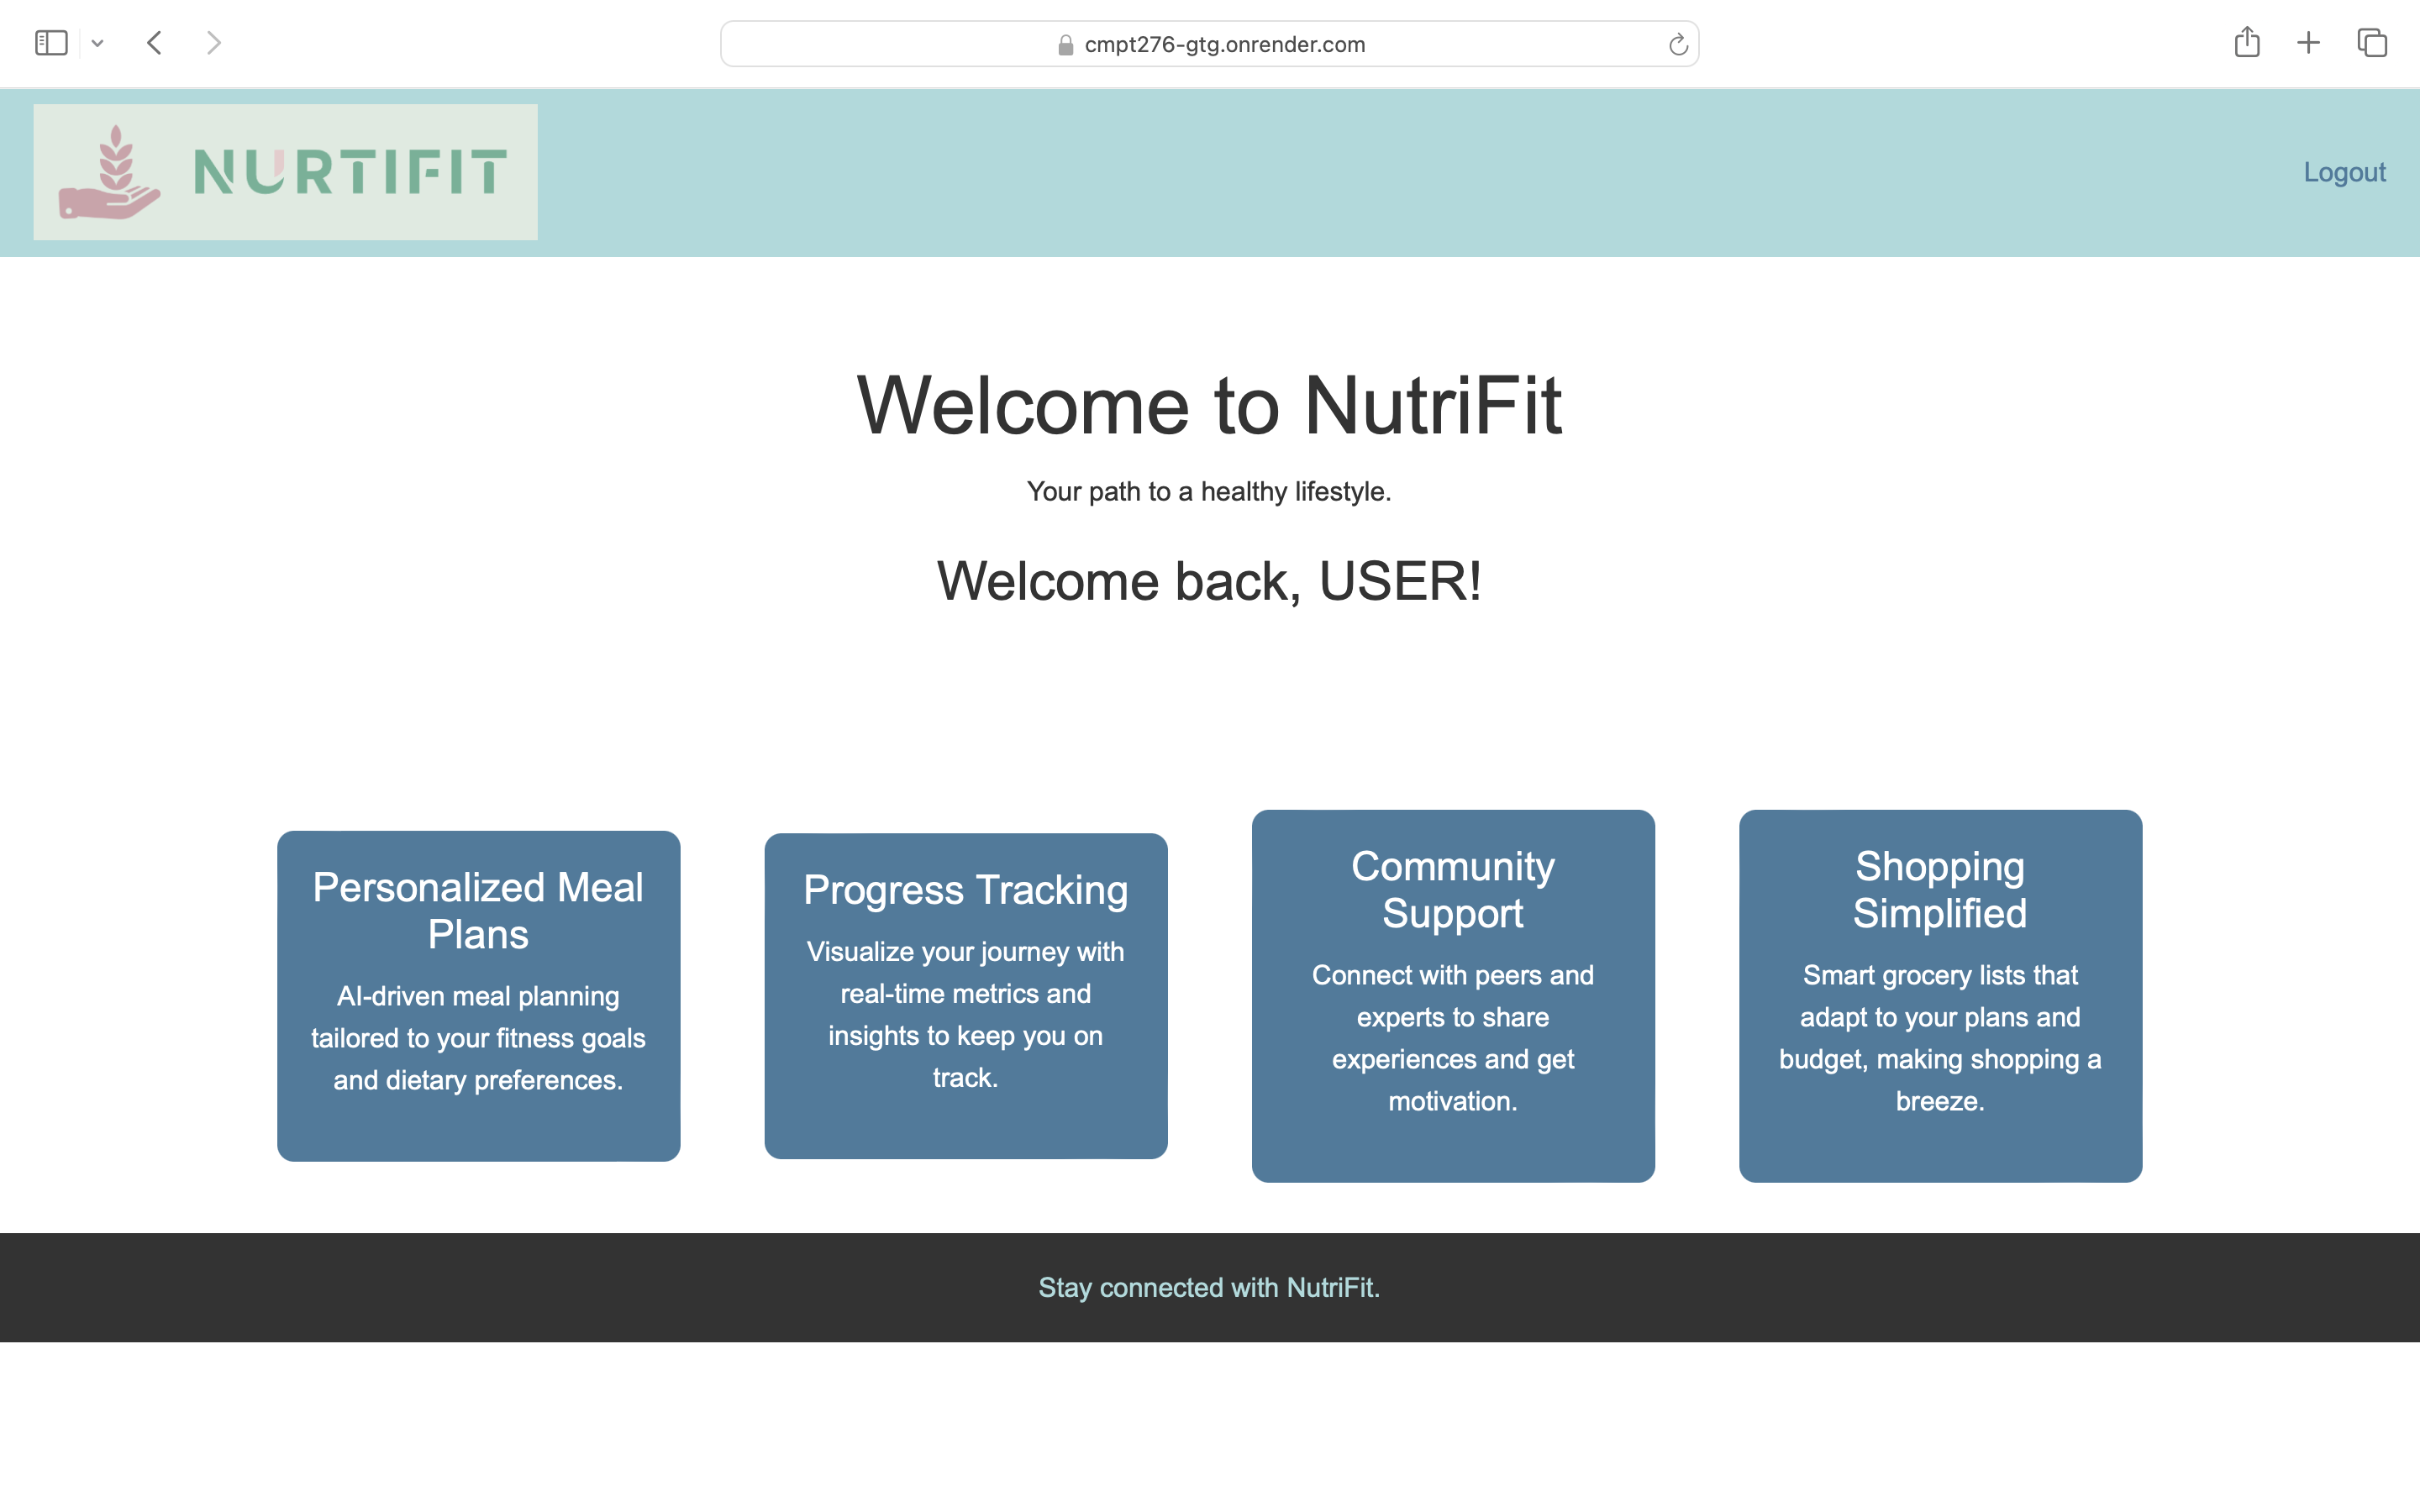 cmpt276-gtg.onrender.com
NURTIFIT
Logout
Welcome to NutriFit
Your path to a healthy lifestyle.
Welcome back, USER!
Personalized Meal
Plans
AI-driven meal planning
tailored to your fitness goals
and dietary preferences.
Progress Tracking
Visualize your journey with
real-time metrics and
insights to keep you on
track.
Community
Support
Connect with peers and
experts to share
experiences and get
motivation.
Shopping
Simplified
Smart grocery lists that
adapt to your plans and
budget, making shopping a
breeze.
Stay connected with NutriFit.